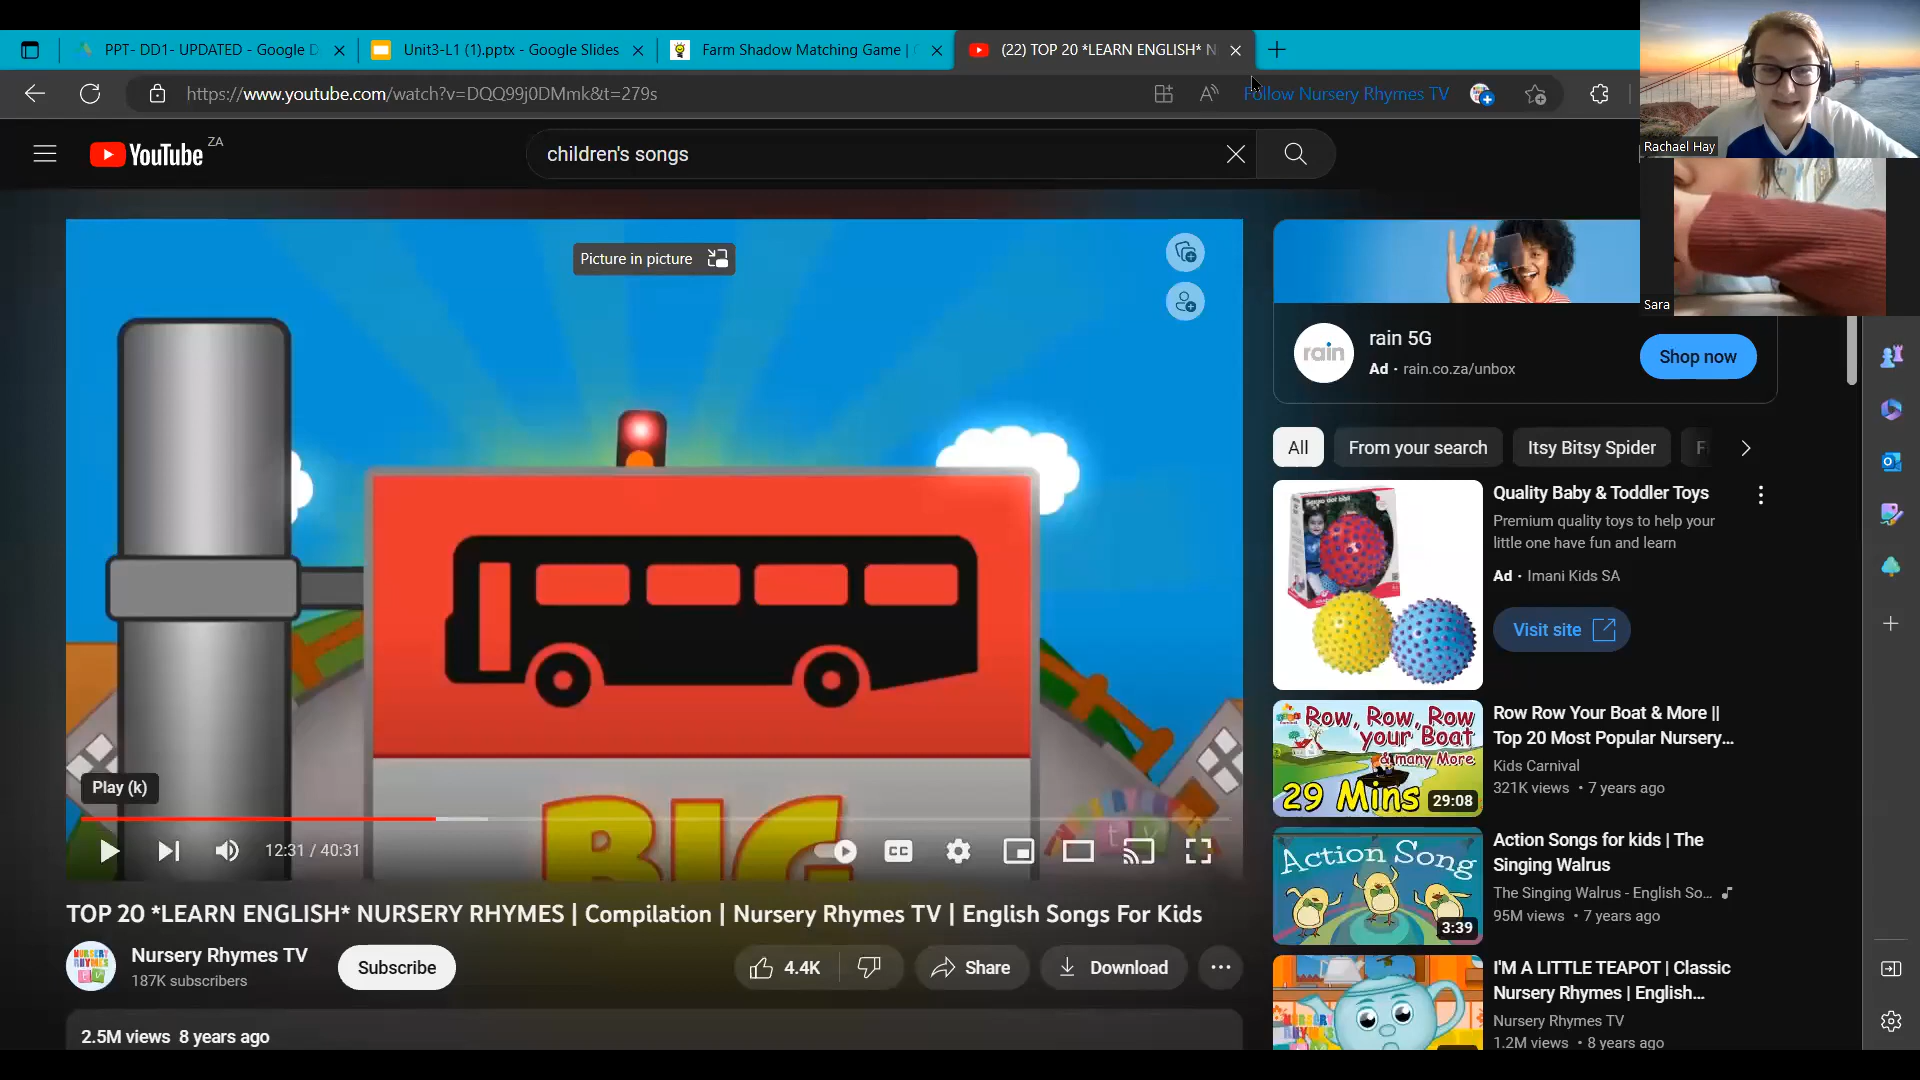 PPT- DD1- UPDATED - Google D
Unit3-L1 (1).pptx - Google Slides
Farm Shadow Matching Game |
(22) TOP 20 *LEARN ENGLISH* N
https://www.youtube.com/watch?v=DQQ99j0DMmk&t=279s
Follow Nursery Rhymes TV
Rachael Hay
YouTube ZA
children's songs
Sara
Picture in picture
rain
rain 5G
Ad · rain.co.za/unbox
Shop now
All
From your search
Itsy Bitsy Spider
Quality Baby & Toddler Toys
Premium quality toys to help your
little one have fun and learn
Ad · Imani Kids SA
Visit site
BIG
Play (k)
12:31 / 40:31
CC
Row, Row, Row
your Boat
& many More
29 Mins
29:08
Row Row Your Boat & More ||
Top 20 Most Popular Nursery...
Kids Carnival
321K views • 7 years ago
Action Song
3:39
Action Songs for kids | The
Singing Walrus
The Singing Walrus - English So...
95M views • 7 years ago
TOP 20 *LEARN ENGLISH* NURSERY RHYMES | Compilation | Nursery Rhymes TV | English Songs For Kids
Nursery Rhymes TV
187K subscribers
Subscribe
4.4K
Share
Download
2.5M views 8 years ago
I'M A LITTLE TEAPOT | Classic
Nursery Rhymes | English...
Nursery Rhymes TV
1.2M views • 8 years ago